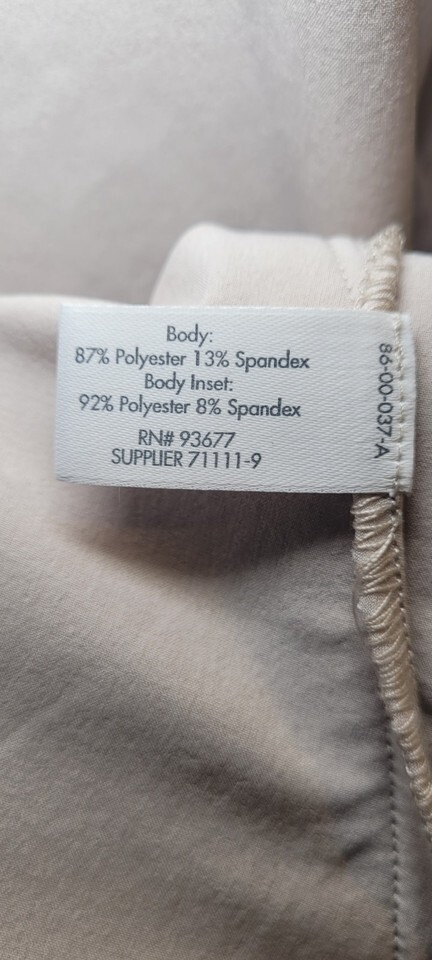 Body:
87% Polyester 13% Spandex
Body Inset:
92% Polyester 8% Spandex
RN# 93677
SUPPLIER 71111-9
86-00-037-A